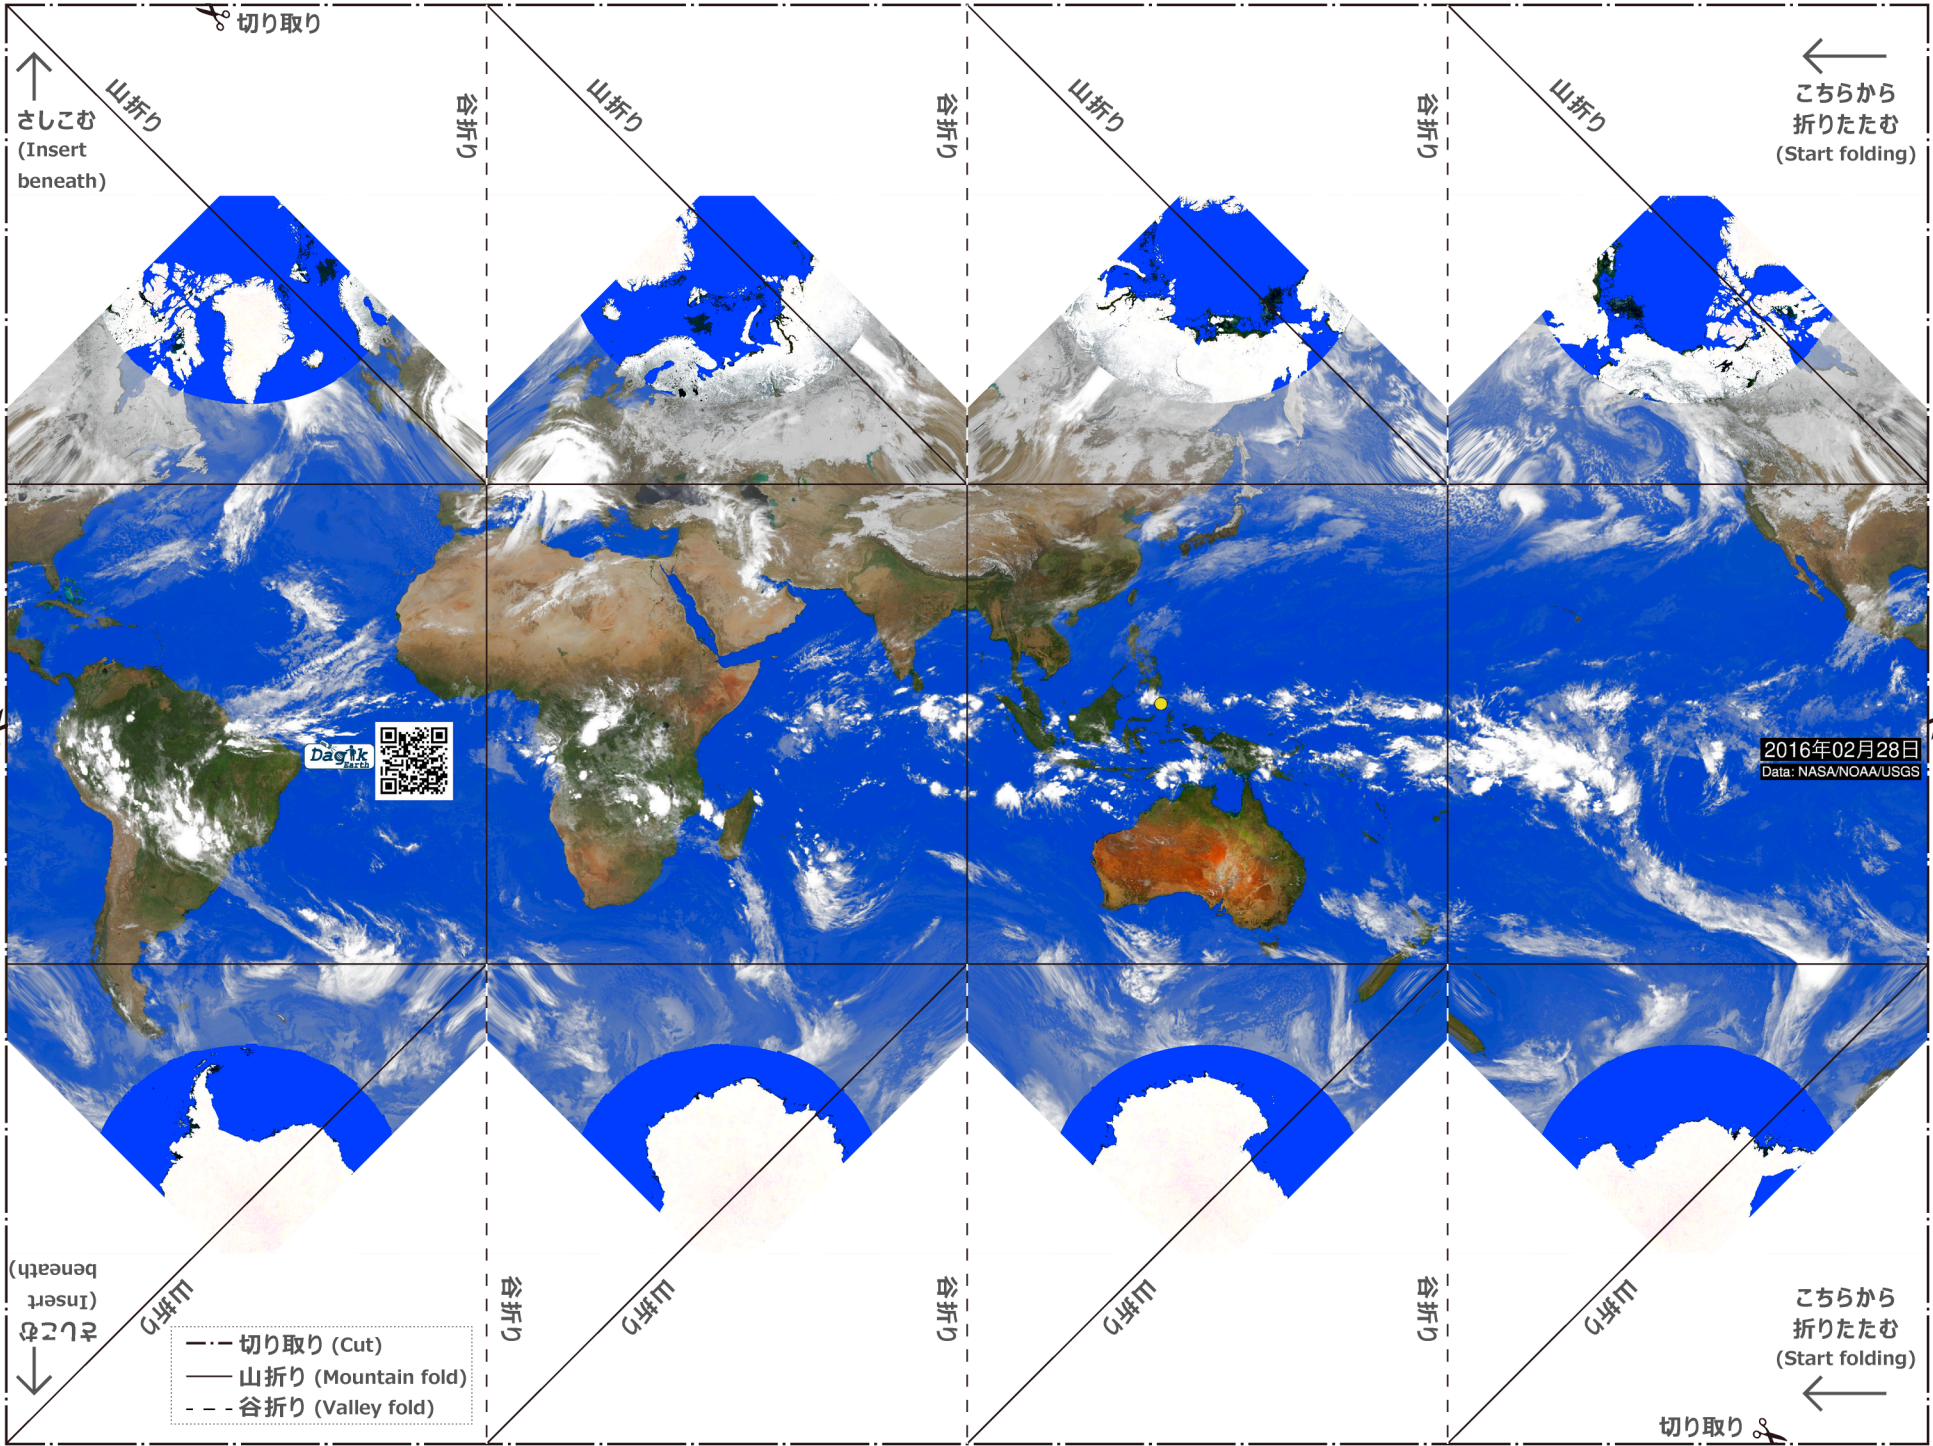 切り取り
山折り
谷折り
山折り
谷折り
山折り
谷折り
山折り
さしこむ
(Insert
beneath)
こちらから
折りたたむ
(Start folding)
Dagik
Earth
2016年02月28日
Data: NASA/NOAA/USGS
さしこむ
(Insert
beneath)
山折り
谷折り
山折り
谷折り
山折り
谷折り
山折り
こちらから
折りたたむ
(Start folding)
切り取り (Cut)
山折り (Mountain fold)
谷折り (Valley fold)
切り取り